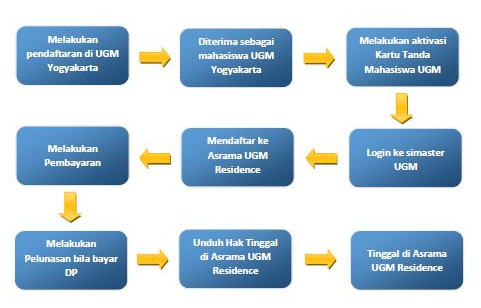 Melakukan
pendaftaran di UGM
Yogyakarta
Diterima sebagai
mahasiswa UGM
Yogyakarta
Melakukan aktivasi
Kartu Tanda
Mahasiswa UGM
Login ke simaster
UGM
Mendaftar ke
Asrama UGM
Residence
Melakukan
Pembayaran
Melakukan
Pelunasan bila bayar
DP
Unduh Hak Tinggal
di Asrama UGM
Residence
Tinggal di Asrama
UGM Residence